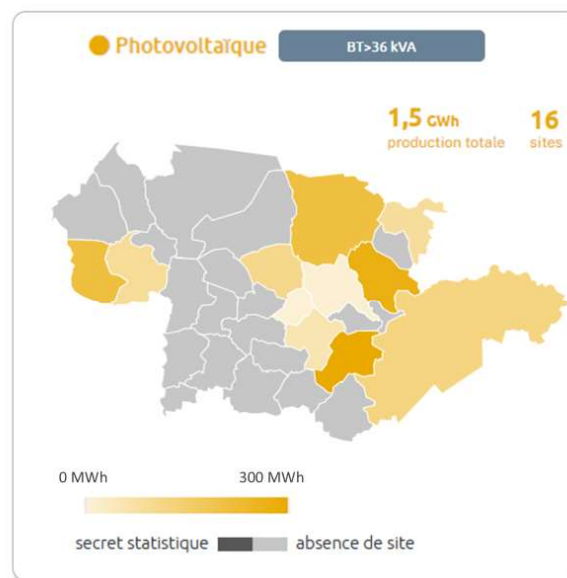 Photovoltaïque
BT>36 kVA
1,5 GWh
production totale
16
sites
0 MWh
300 MWh
secret statistique
absence de site